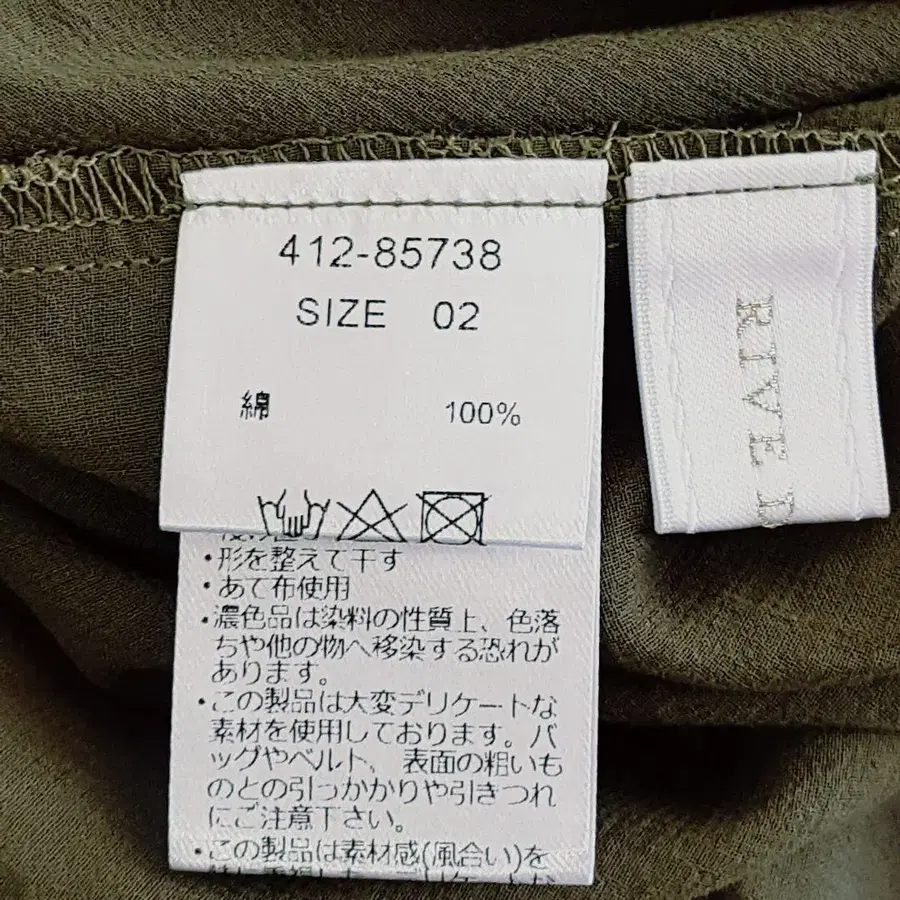 412-85738
SIZE 02
綿 100%
・形を整えて干す
・あて布使用
・濃色品は染料の性質上、色落
ちや他の物へ移染する恐れが
あります。
・この製品は大変デリケートな
素材を使用しております。バ
ッグやベルト、表面の粗いも
のとの引っかかりや引きつれ
にご注意下さい。
・この製品は素材感(風合い)を
RIVE D